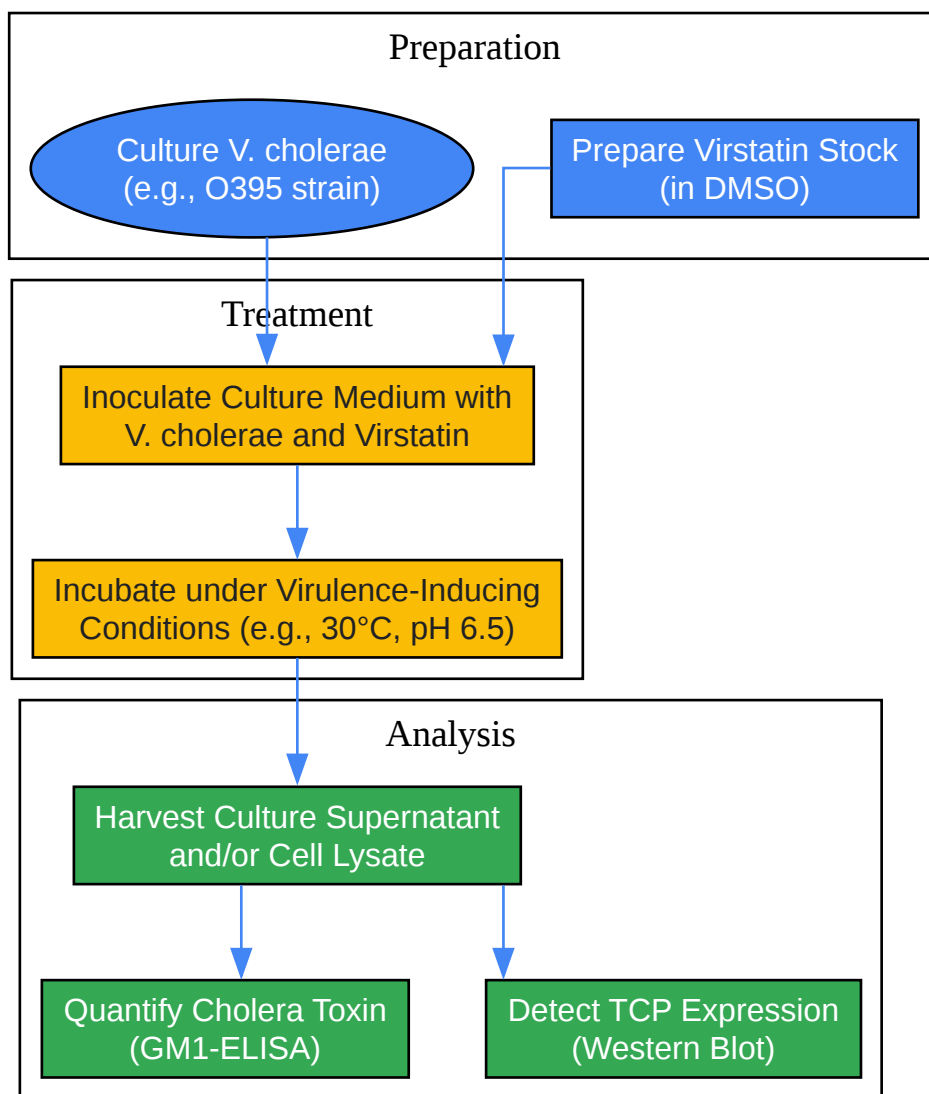 Preparation
Culture V. cholerae
(e.g., O395 strain)
Prepare Virstatin Stock
(in DMSO)
Treatment
Inoculate Culture Medium with
V. cholerae and Virstatin
Incubate under Virulence-Inducing
Conditions (e.g., 30°C, pH 6.5)
Analysis
Harvest Culture Supernatant
and/or Cell Lysate
Quantify Cholera Toxin
(GM1-ELISA)
Detect TCP Expression
(Western Blot)